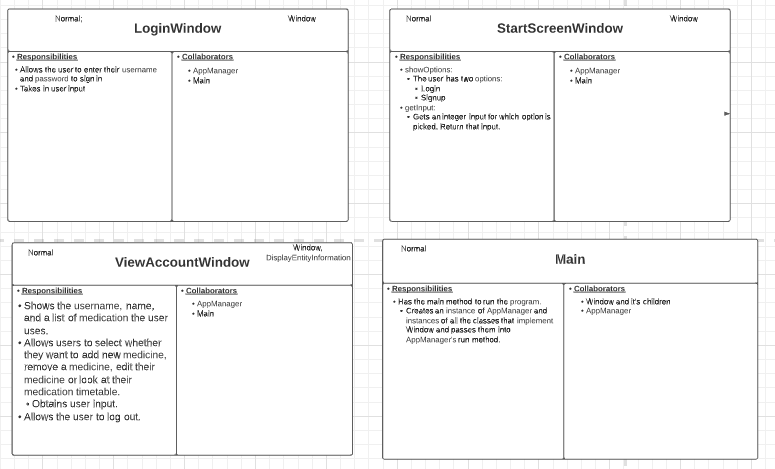 Normal;
Window
LoginWindow
• Responsibilities
• Allows the user to enter their username
and password to sign in
• Takes in user input
• Collaborators
• AppManager
• Main
Normal
Window
StartScreenWindow
• Responsibilities
• showOptions:
• The user has two options:
• Login
• Signup
• getInput:
• Gets an integer input for which option is
picked. Return that input.
• Collaborators
• AppManager
• Main
Normal
Window,
DisplayEntityInformation
ViewAccountWindow
• Responsibilities
• Shows the username, name,
and a list of medication the user
uses.
• Allows users to select whether
they want to add new medicine,
remove a medicine, edit their
medicine or look at their
medication timetable.
• Obtains user input.
• Allows the user to log out.
• Collaborators
• AppManager
• Main
Normal
Main
• Responsibilities
• Has the main method to run the program.
• Creates an instance of AppManager and
instances of all the classes that implement
Window and passes them into
AppManager's run method.
• Collaborators
• Window and it's children
• AppManager